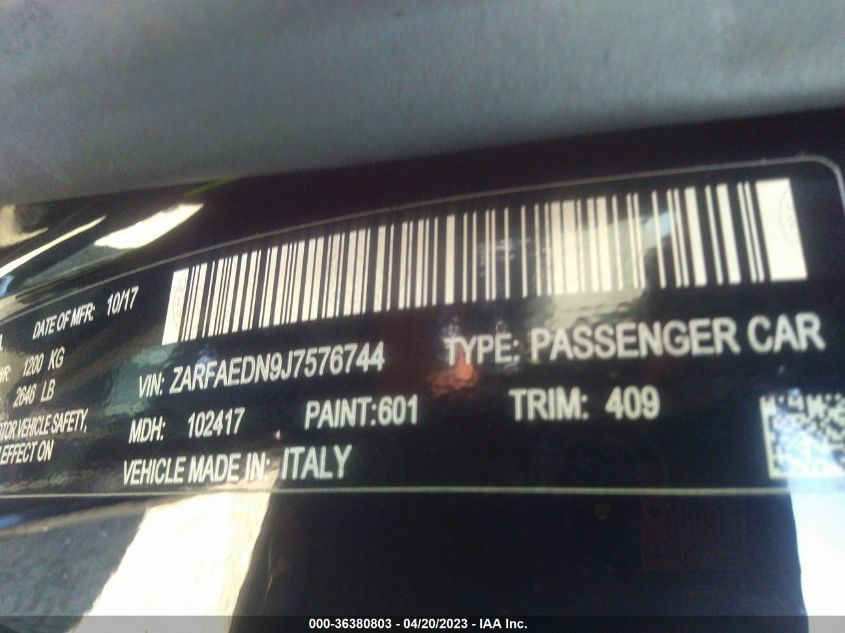 DATE OF MFR: 10/17
1200 KG
2646 LB
VIN: ZARFAEDN9J7576744 TYPE: PASSENGER CAR
VEHICLE SAFETY,
EFFECT ON
MDH: 102417 PAINT:601 TRIM: 409
VEHICLE MADE IN: ITALY
000-36380803 - 04/20/2023 - IAA Inc.